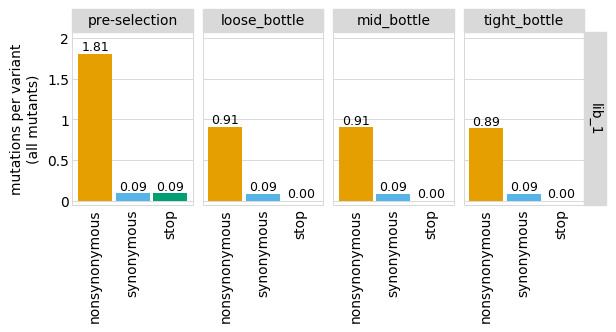 pre-selection
loose_bottle
mid_bottle
tight_bottle
mutations per variant
(all mutants)
2
1.5
1
0.5
0
1.81
0.09
0.09
0.91
0.09
0.00
0.91
0.09
0.00
0.89
0.09
0.00
lib_1
nonsynonymous
synonymous
stop
nonsynonymous
synonymous
stop
nonsynonymous
synonymous
stop
nonsynonymous
synonymous
stop